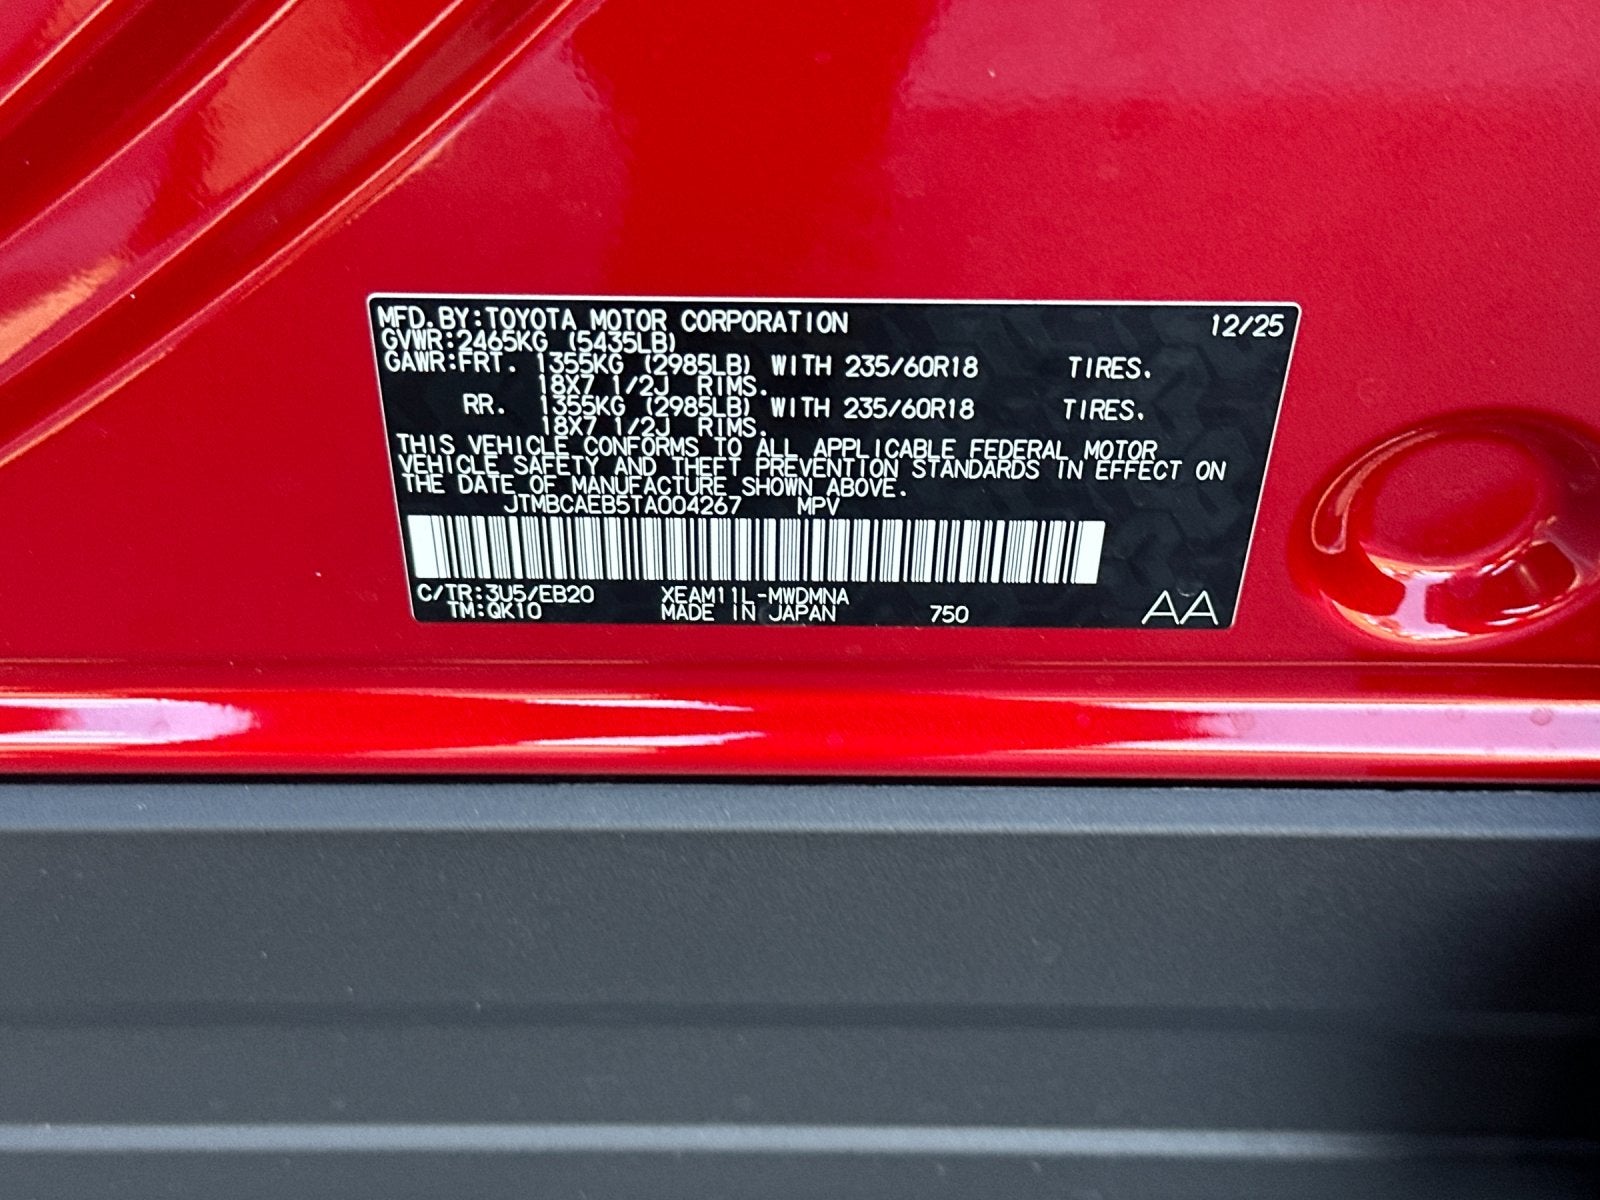 MFD.BY:TOYOTA MOTOR CORPORATION 12/25
GVWR:2465KG (5435LB)
GAWR:FRT. 1355KG (2985LB) WITH 235/60R18 TIRES.
18X7 1/2J RIMS.
RR. 1355KG (2985LB) WITH 235/60R18 TIRES.
18X7 1/2J RIMS.
THIS VEHICLE CONFORMS TO ALL APPLICABLE FEDERAL MOTOR
VEHICLE SAFETY AND THEFT PREVENTION STANDARDS IN EFFECT ON
THE DATE OF MANUFACTURE SHOWN ABOVE.
JTMBCAEB5TA004267 MPV
C/TR:3U5/EB20 XEAM11L-MWDMNA
TM:QK10 MADE IN JAPAN 750 AA